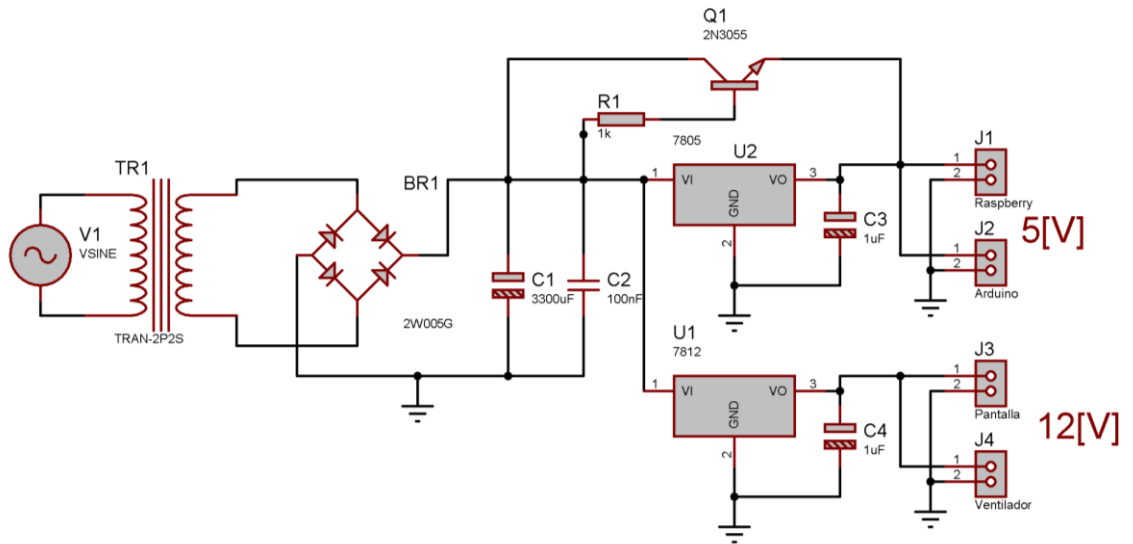 Q1
2N3055
R1
1k
7805
U2
1
VI
VO
3
GND
2
TR1
TRAN-2P2S
V1
VSINE
BR1
2W005G
C1
3300uF
C2
100nF
C3
1uF
J1
1
2
Raspberry
5[V]
J2
1
2
Arduino
U1
7812
1
VI
VO
3
GND
2
C4
1uF
J3
1
2
Pantalla
12[V]
J4
1
2
Ventilador